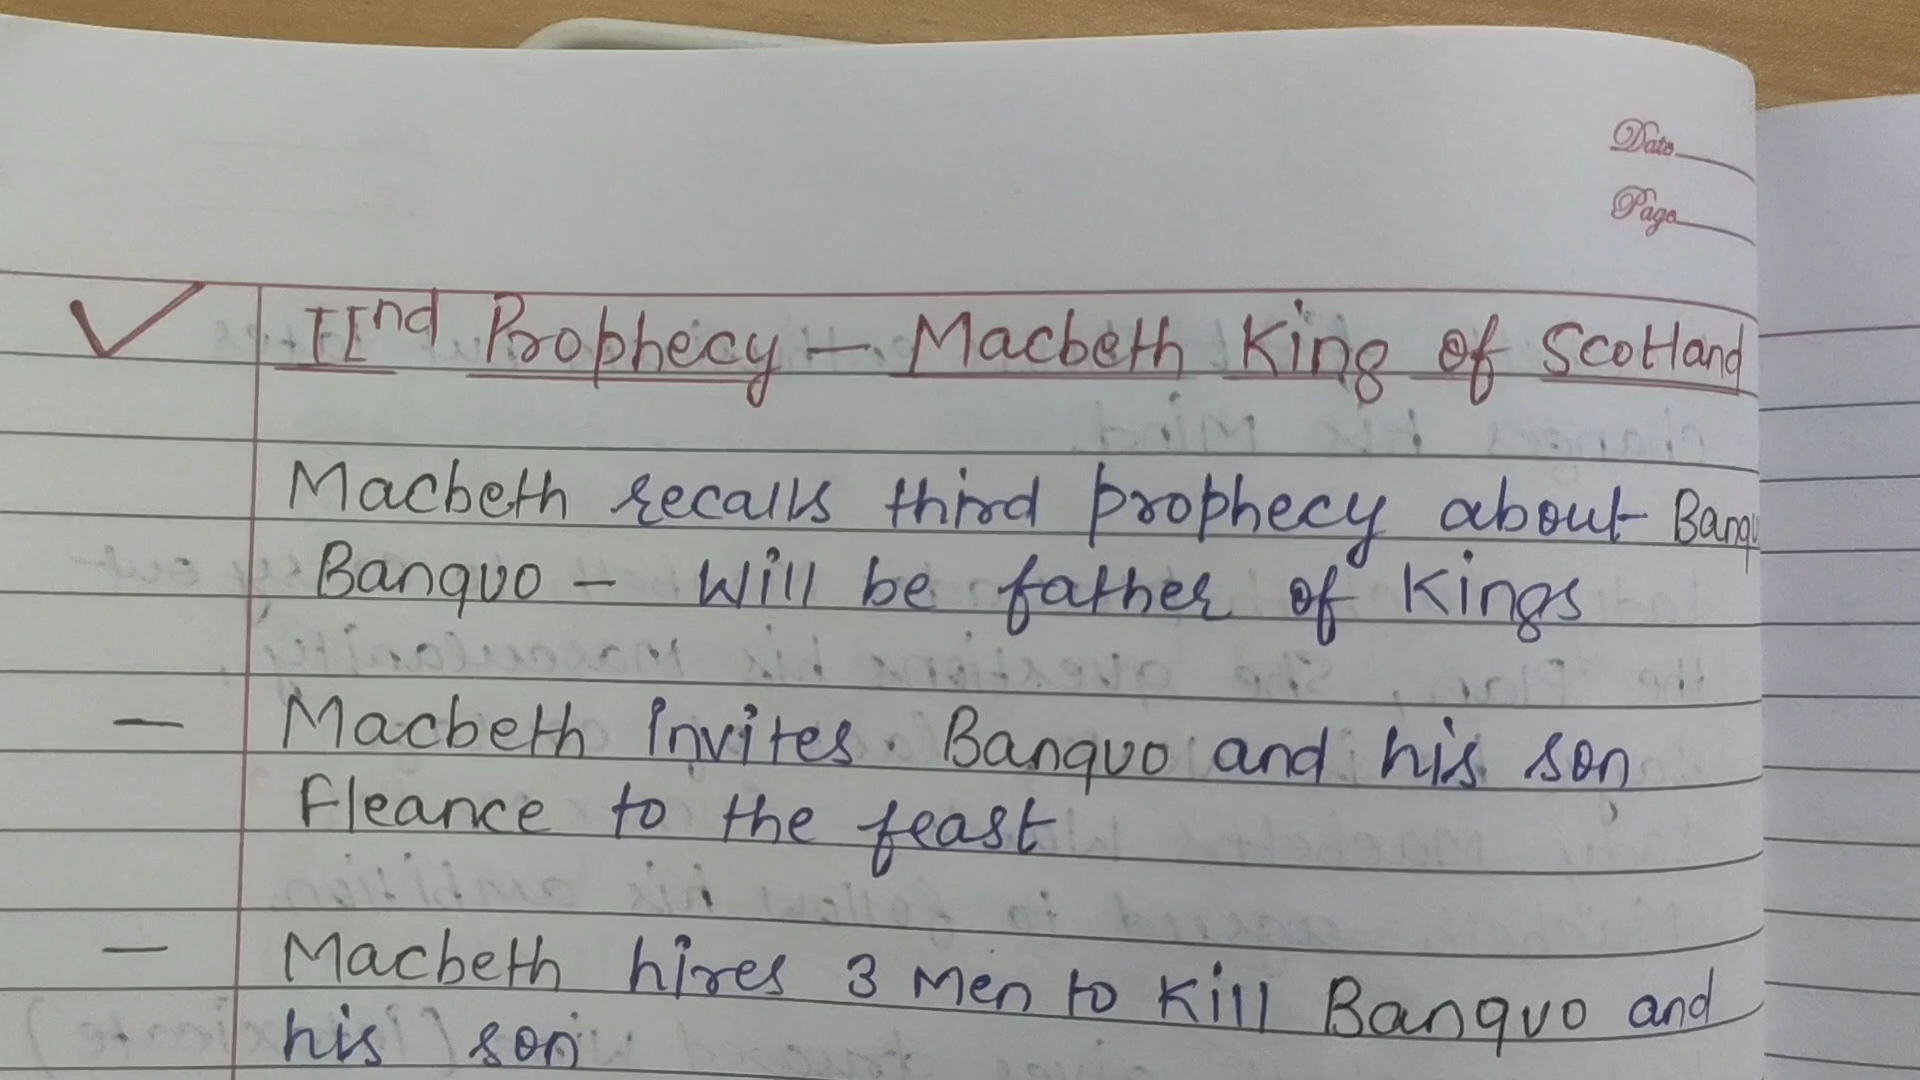 Date
Page
IInd Prophecy - Macbeth King of Scotland
Macbeth recalls third prophecy about Banqu
Banquo - Will be father of Kings
- Macbeth invites Banquo and his son
Fleance to the feast
- Macbeth hires 3 Men to Kill Banquo and
his son